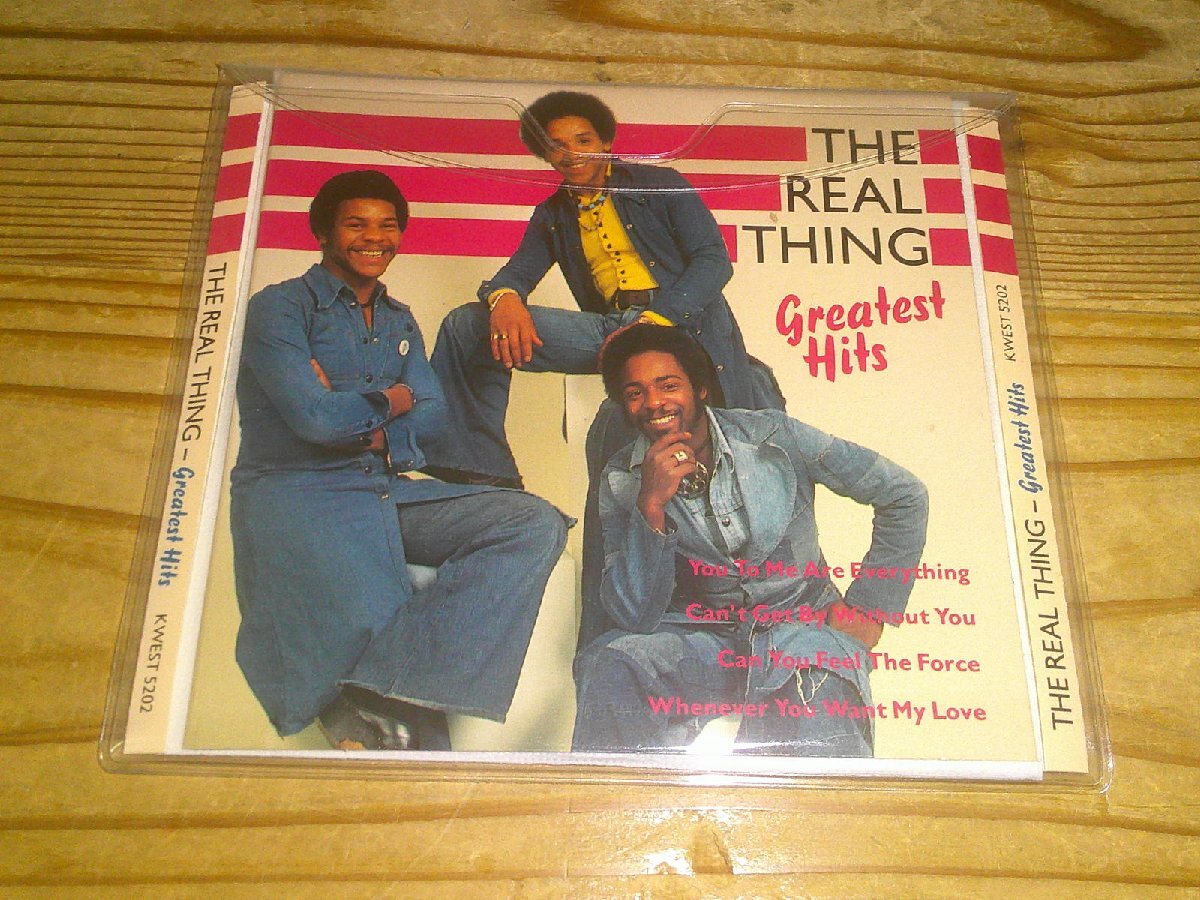 THE
REAL
THING
Greatest
Hits
You To Me Are Everything
Can't Get By Without You
Can You Feel The Force
Whenever You Want My Love
THE REAL THING – Greatest Hits KWEST 5202
THE REAL THING – Greatest Hits KWEST 5202